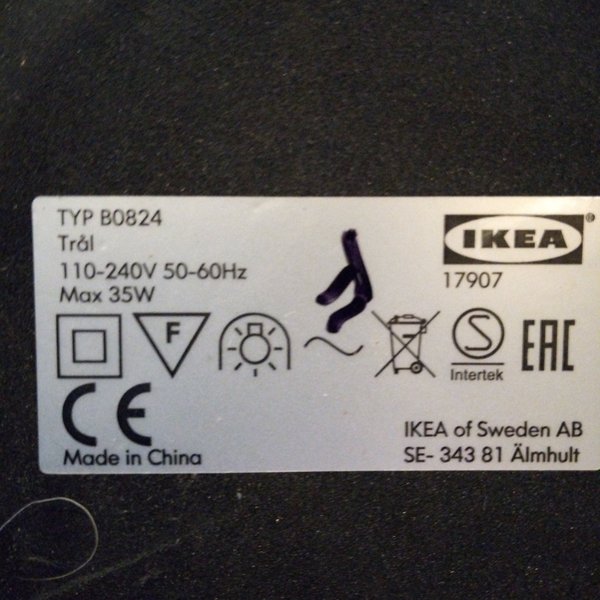 TYP B0824
Trål
110-240V 50-60Hz
Max 35W
IKEA®
17907
F
S
Intertek
EAC
CE
Made in China
IKEA of Sweden AB
SE- 343 81 Älmhult